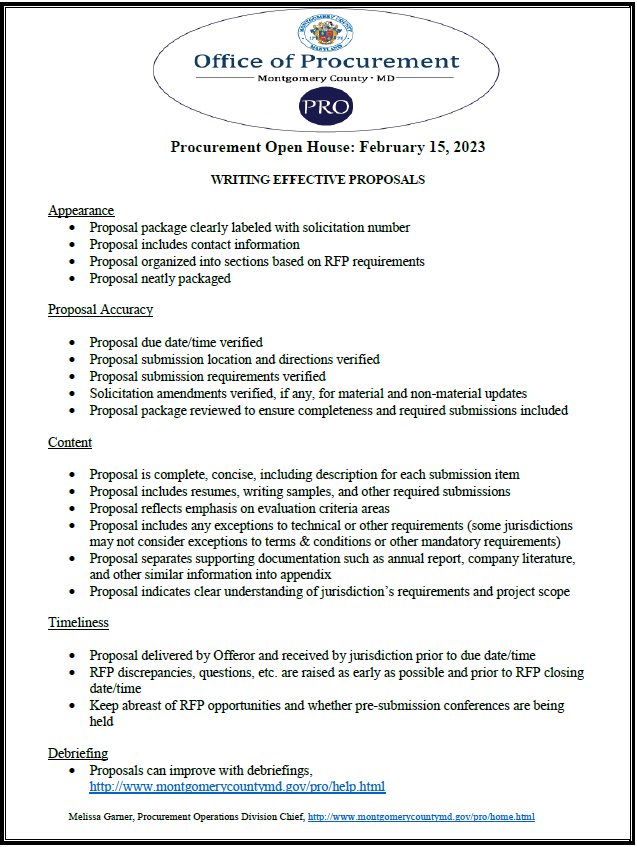 MONTGOMERY COUNTY
MARYLAND
Office of Procurement
Montgomery County · MD
PRO
Procurement Open House: February 15, 2023
WRITING EFFECTIVE PROPOSALS
Appearance
• Proposal package clearly labeled with solicitation number
• Proposal includes contact information
• Proposal organized into sections based on RFP requirements
• Proposal neatly packaged
Proposal Accuracy
• Proposal due date/time verified
• Proposal submission location and directions verified
• Proposal submission requirements verified
• Solicitation amendments verified, if any, for material and non-material updates
• Proposal package reviewed to ensure completeness and required submissions included
Content
• Proposal is complete, concise, including description for each submission item
• Proposal includes resumes, writing samples, and other required submissions
• Proposal reflects emphasis on evaluation criteria areas
• Proposal includes any exceptions to technical or other requirements (some jurisdictions
may not consider exceptions to terms & conditions or other mandatory requirements)
• Proposal separates supporting documentation such as annual report, company literature,
and other similar information into appendix
• Proposal indicates clear understanding of jurisdiction's requirements and project scope
Timeliness
• Proposal delivered by Offeror and received by jurisdiction prior to due date/time
• RFP discrepancies, questions, etc. are raised as early as possible and prior to RFP closing
date/time
• Keep abreast of RFP opportunities and whether pre-submission conferences are being
held
Debriefing
• Proposals can improve with debriefings,
http://www.montgomerycountymd.gov/pro/help.html
Melissa Garner, Procurement Operations Division Chief, http://www.montgomerycountymd.gov/pro/home.html